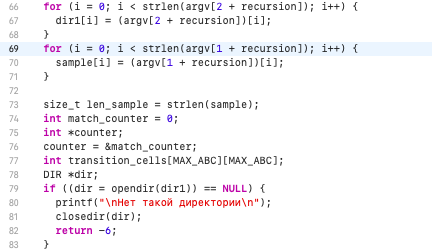 66 for (i = 0; i < strlen(argv[2 + recursion]); i++) {
67 dir1[i] = (argv[2 + recursion])[i];
68 }
69 for (i = 0; i < strlen(argv[1 + recursion]); i++) {
70 sample[i] = (argv[1 + recursion])[i];
71 }
72
73 size_t len_sample = strlen(sample);
74 int match_counter = 0;
75 int *counter;
76 counter = &match_counter;
77 int transition_cells[MAX_ABC][MAX_ABC];
78 DIR *dir;
79 if ((dir = opendir(dir1)) == NULL) {
80 printf("\nНет такой директории\n");
81 closedir(dir);
82 return -6;
83 }